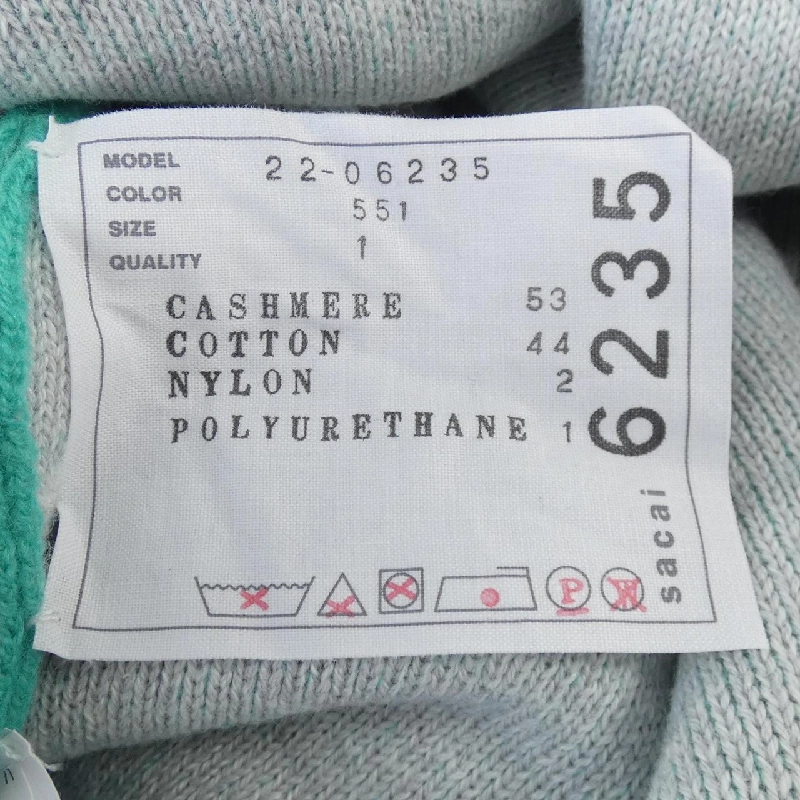 MODEL 22-06235
COLOR 551
SIZE 1
QUALITY
CASHMERE 53
COTTON 44
NYLON 2
POLYURETHANE 1
P
W
sacai 6235